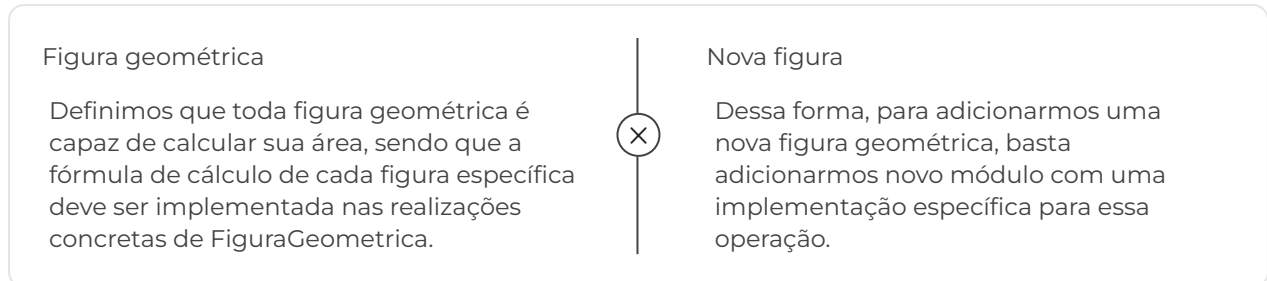 Figura geométrica
Definimos que toda figura geométrica é
capaz de calcular sua área, sendo que a
fórmula de cálculo de cada figura específica
deve ser implementada nas realizações
concretas de FiguraGeometrica.
Nova figura
Dessa forma, para adicionarmos uma
nova figura geométrica, basta
adicionarmos novo módulo com uma
implementação específica para essa
operação.